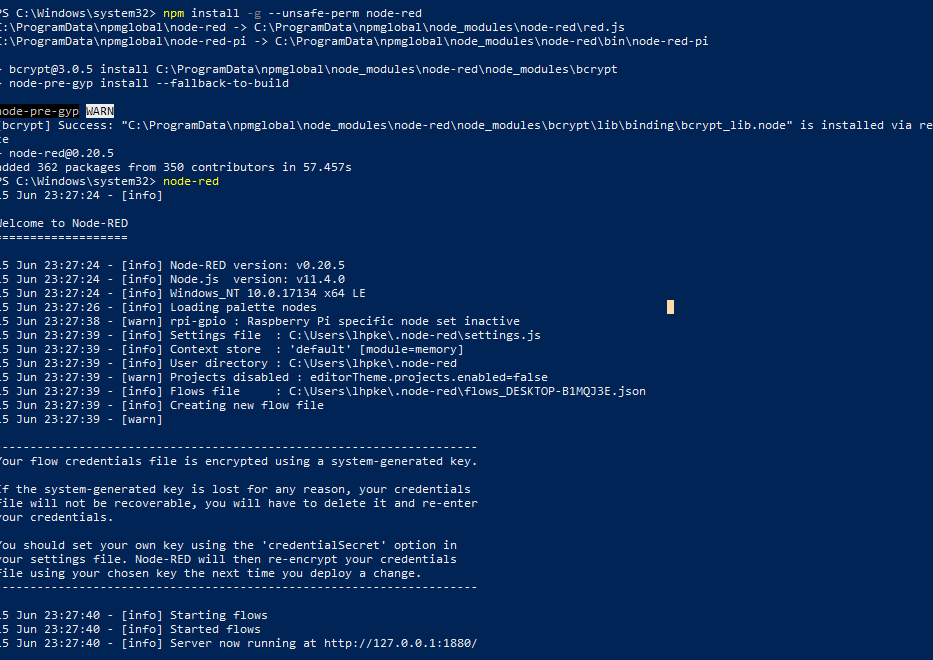 PS C:\Windows\system32> npm install -g --unsafe-perm node-red
C:\ProgramData\npmglobal\node-red -> C:\ProgramData\npmglobal\node_modules\node-red\red.js
C:\ProgramData\npmglobal\node-red-pi -> C:\ProgramData\npmglobal\node_modules\node-red\bin\node-red-pi
> bcrypt@3.0.5 install C:\ProgramData\npmglobal\node_modules\node-red\node_modules\bcrypt
> node-pre-gyp install --fallback-to-build
node-pre-gyp WARN
[bcrypt] Success: "C:\ProgramData\npmglobal\node_modules\node-red\node_modules\bcrypt\lib\binding\bcrypt_lib.node" is installed via re
te
+ node-red@0.20.5
added 362 packages from 350 contributors in 57.457s
PS C:\Windows\system32> node-red
15 Jun 23:27:24 - [info]
Welcome to Node-RED
===================
15 Jun 23:27:24 - [info] Node-RED version: v0.20.5
15 Jun 23:27:24 - [info] Node.js  version: v11.4.0
15 Jun 23:27:24 - [info] Windows_NT 10.0.17134 x64 LE
15 Jun 23:27:26 - [info] Loading palette nodes
15 Jun 23:27:38 - [warn] rpi-gpio : Raspberry Pi specific node set inactive
15 Jun 23:27:39 - [info] Settings file  : C:\Users\lhpke\.node-red\settings.js
15 Jun 23:27:39 - [info] Context store  : 'default' [module=memory]
15 Jun 23:27:39 - [info] User directory : C:\Users\lhpke\.node-red
15 Jun 23:27:39 - [warn] Projects disabled : editorTheme.projects.enabled=false
15 Jun 23:27:39 - [info] Flows file     : C:\Users\lhpke\.node-red\flows_DESKTOP-B1MQJ3E.json
15 Jun 23:27:39 - [info] Creating new flow file
15 Jun 23:27:39 - [warn]
---------------------------------------------------------------------
Your flow credentials file is encrypted using a system-generated key.
If the system-generated key is lost for any reason, your credentials
file will not be recoverable, you will have to delete it and re-enter
your credentials.
You should set your own key using the 'credentialSecret' option in
your settings file. Node-RED will then re-encrypt your credentials
file using your chosen key the next time you deploy a change.
---------------------------------------------------------------------
15 Jun 23:27:40 - [info] Starting flows
15 Jun 23:27:40 - [info] Started flows
15 Jun 23:27:40 - [info] Server now running at http://127.0.0.1:1880/